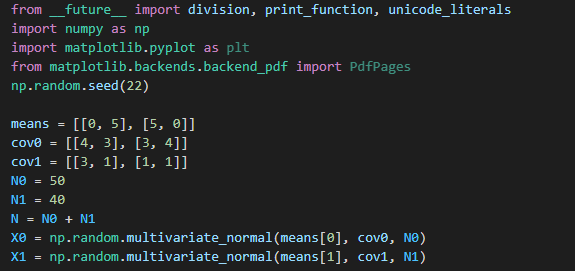 from __future__ import division, print_function, unicode_literals
import numpy as np
import matplotlib.pyplot as plt
from matplotlib.backends.backend_pdf import PdfPages
np.random.seed(22)

means = [[0, 5], [5, 0]]
cov0 = [[4, 3], [3, 4]]
cov1 = [[3, 1], [1, 1]]
N0 = 50
N1 = 40
N = N0 + N1
X0 = np.random.multivariate_normal(means[0], cov0, N0)
X1 = np.random.multivariate_normal(means[1], cov1, N1)